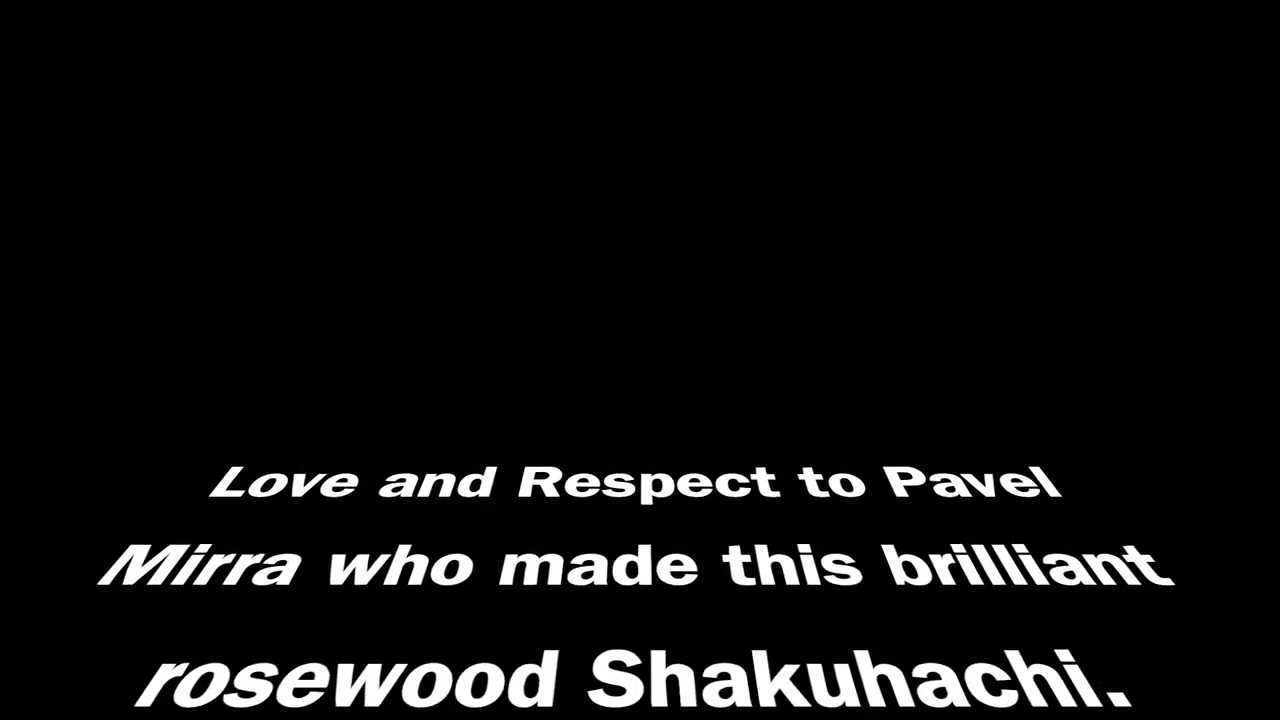 Love and Respect to Pavel
Mirra who made this brilliant
rosewood Shakuhachi.